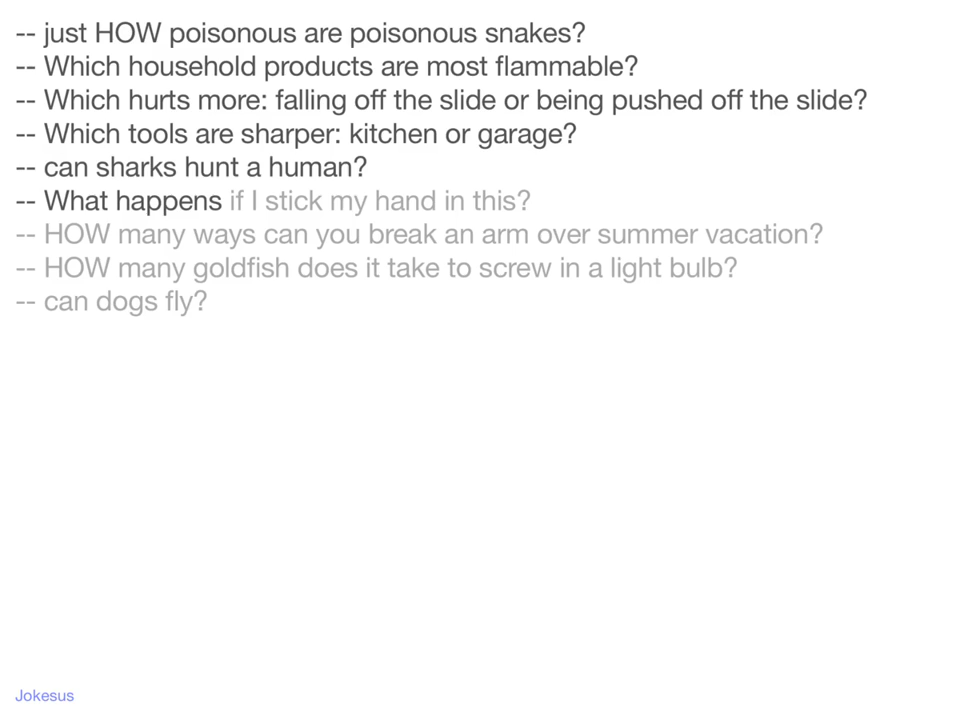 -- just HOW poisonous are poisonous snakes?
-- Which household products are most flammable?
-- Which hurts more: falling off the slide or being pushed off the slide?
-- Which tools are sharper: kitchen or garage?
-- can sharks hunt a human?
-- What happens if I stick my hand in this?
-- HOW many ways can you break an arm over summer vacation?
-- HOW many goldfish does it take to screw in a light bulb?
-- can dogs fly?
Jokesus